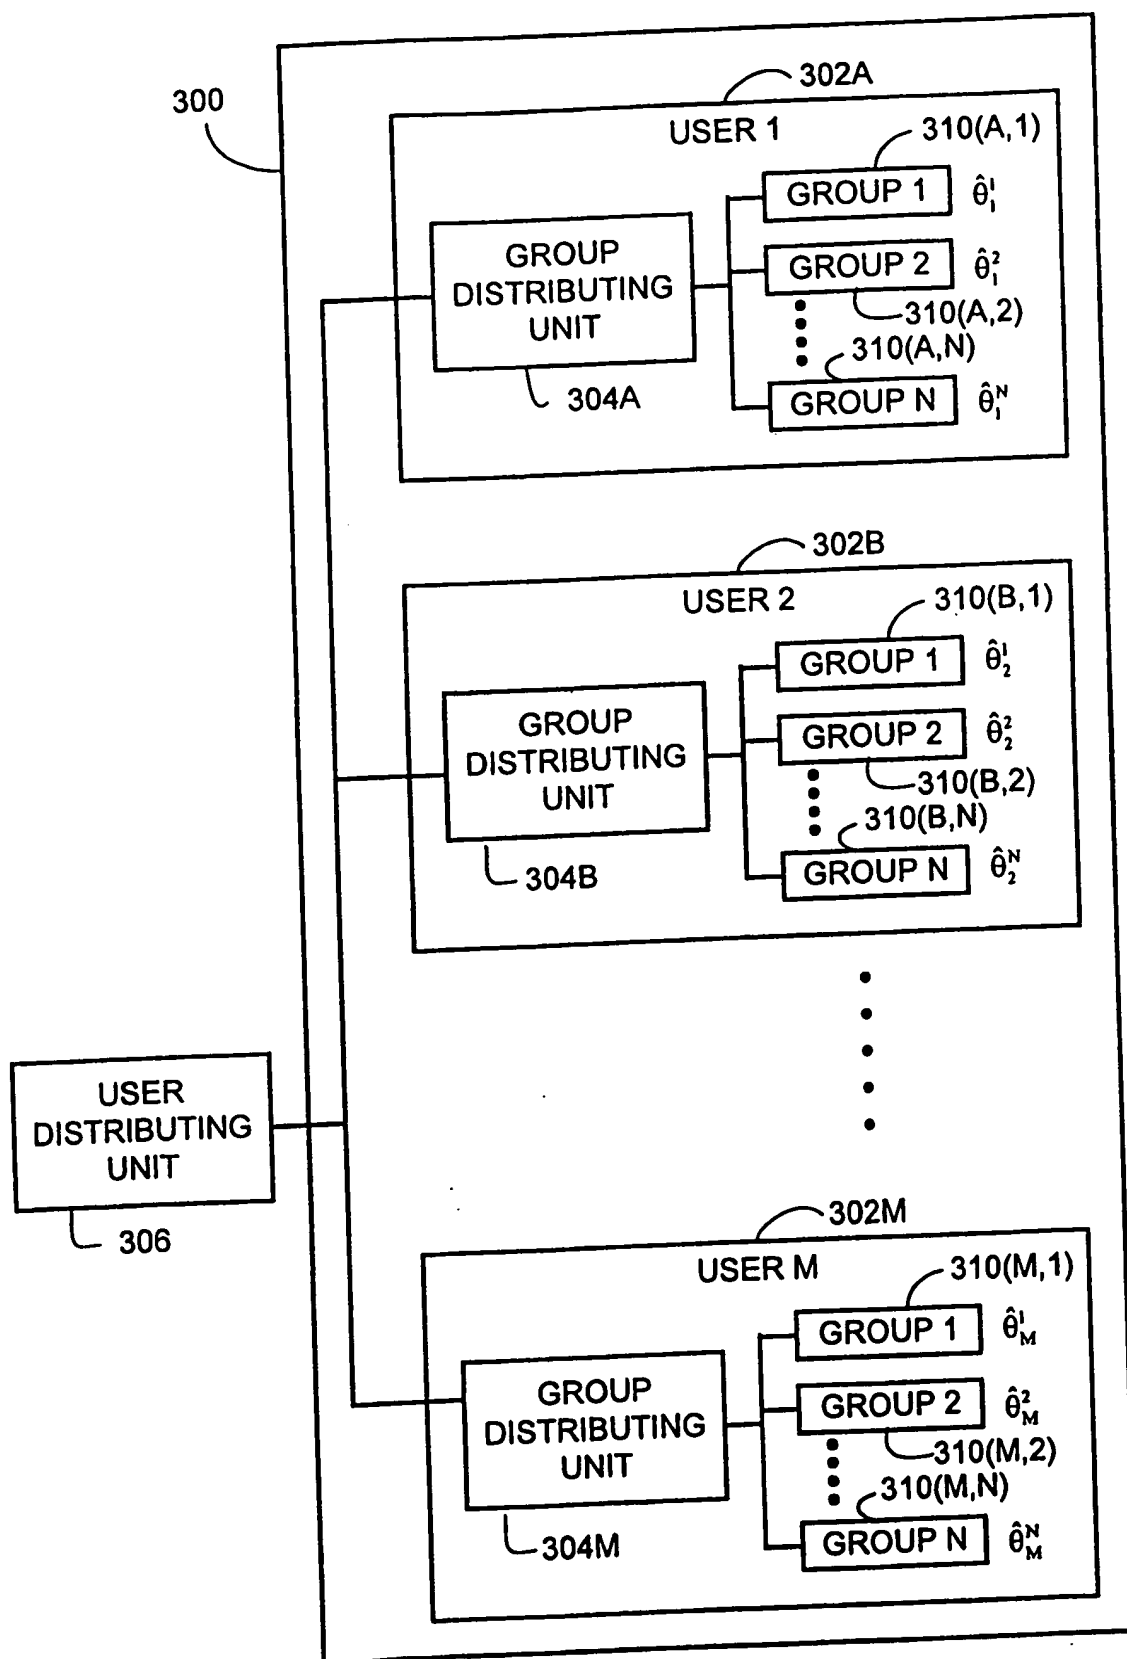 300
302A
USER 1
310(A,1)
GROUP 1 θ̂₁¹
GROUP
DISTRIBUTING
UNIT
304A
GROUP 2 θ̂₁²
310(A,2)
310(A,N)
GROUP N θ̂₁ᴺ
302B
USER 2
310(B,1)
GROUP 1 θ̂₂¹
GROUP
DISTRIBUTING
UNIT
304B
GROUP 2 θ̂₂²
310(B,2)
310(B,N)
GROUP N θ̂₂ᴺ
USER
DISTRIBUTING
UNIT
306
302M
USER M
310(M,1)
GROUP 1 θ̂_M¹
GROUP
DISTRIBUTING
UNIT
304M
GROUP 2 θ̂_M²
310(M,2)
310(M,N)
GROUP N θ̂_Mᴺ